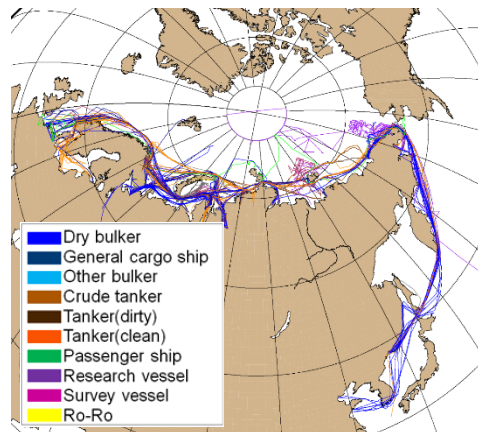 Dry bulker
General cargo ship
Other bulker
Crude tanker
Tanker(dirty)
Tanker(clean)
Passenger ship
Research vessel
Survey vessel
Ro-Ro